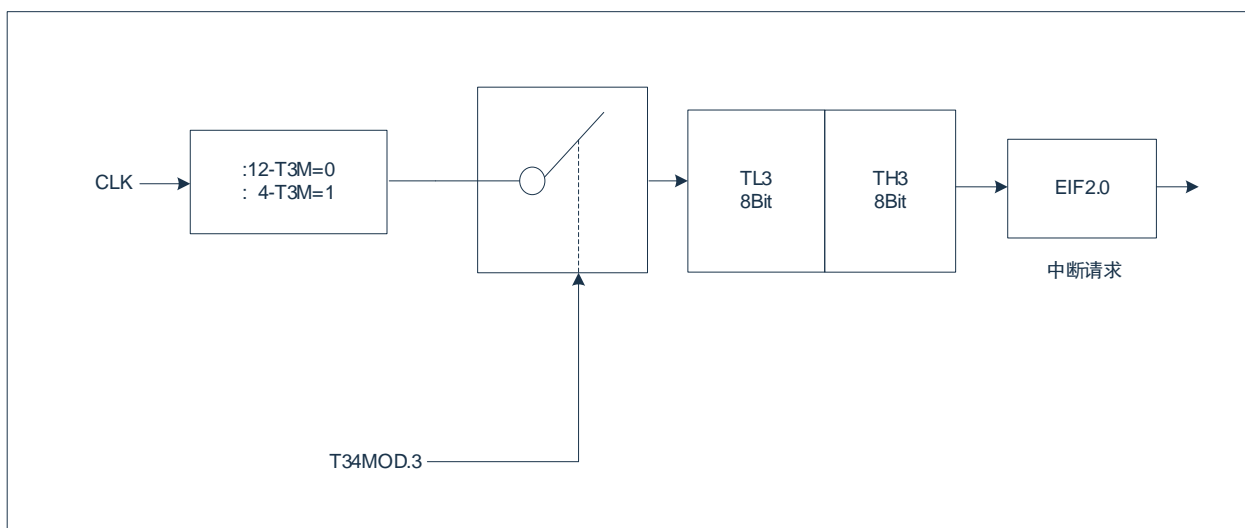 CLK
:12-T3M=0
: 4-T3M=1
TL3
8Bit
TH3
8Bit
EIF2.0
中断请求
T34MOD.3